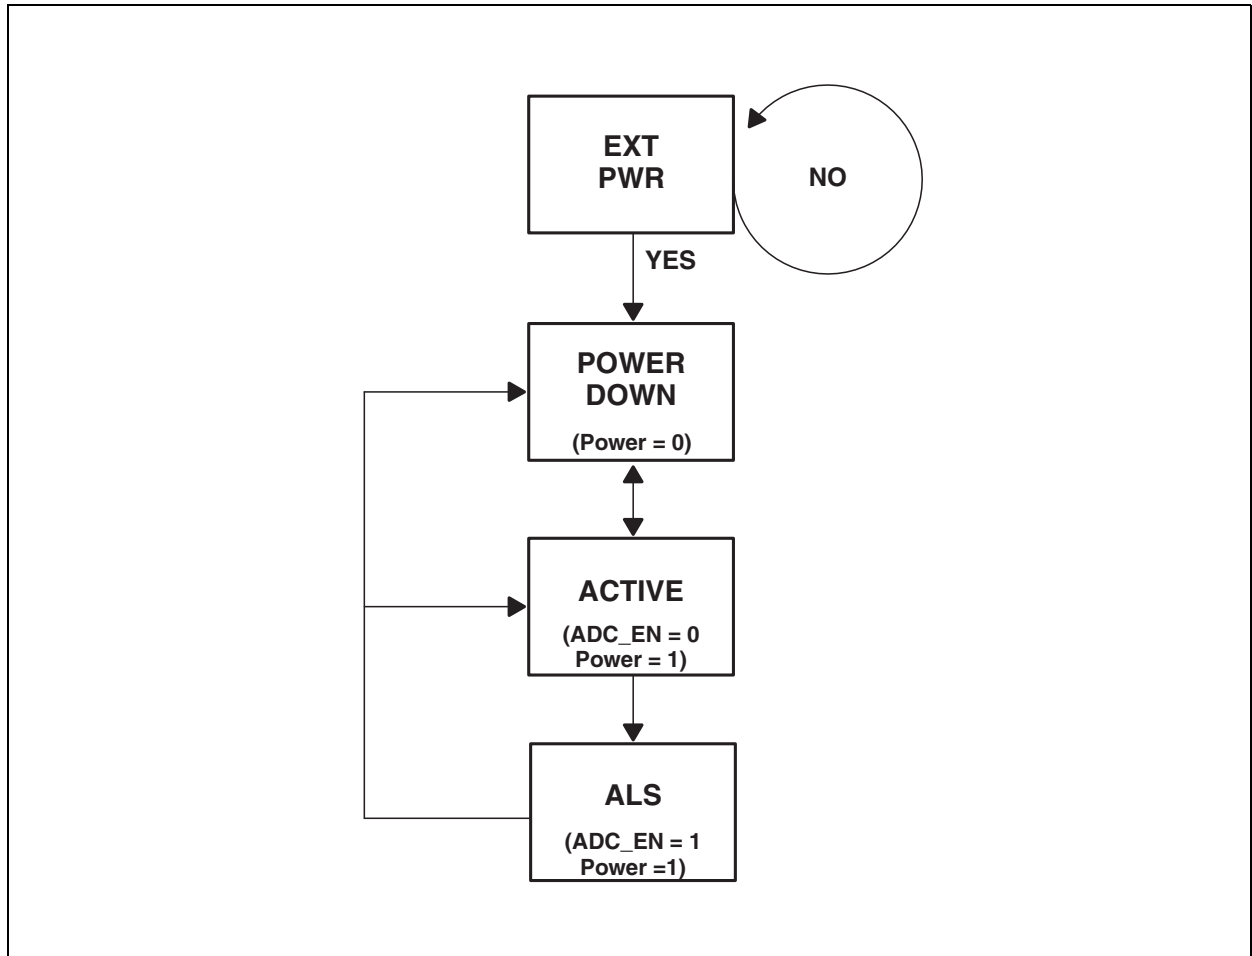 EXT
PWR
NO
YES
POWER
DOWN
(Power = 0)
ACTIVE
(ADC_EN = 0
Power = 1)
ALS
(ADC_EN = 1
Power =1)